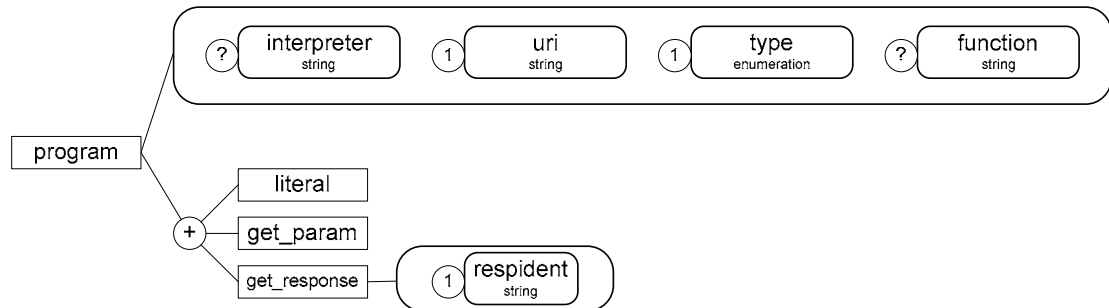 ? interpreter 1 uri 1 type ? function
string string enumeration string
program
literal
+ get_param
get_response 1 respident
string